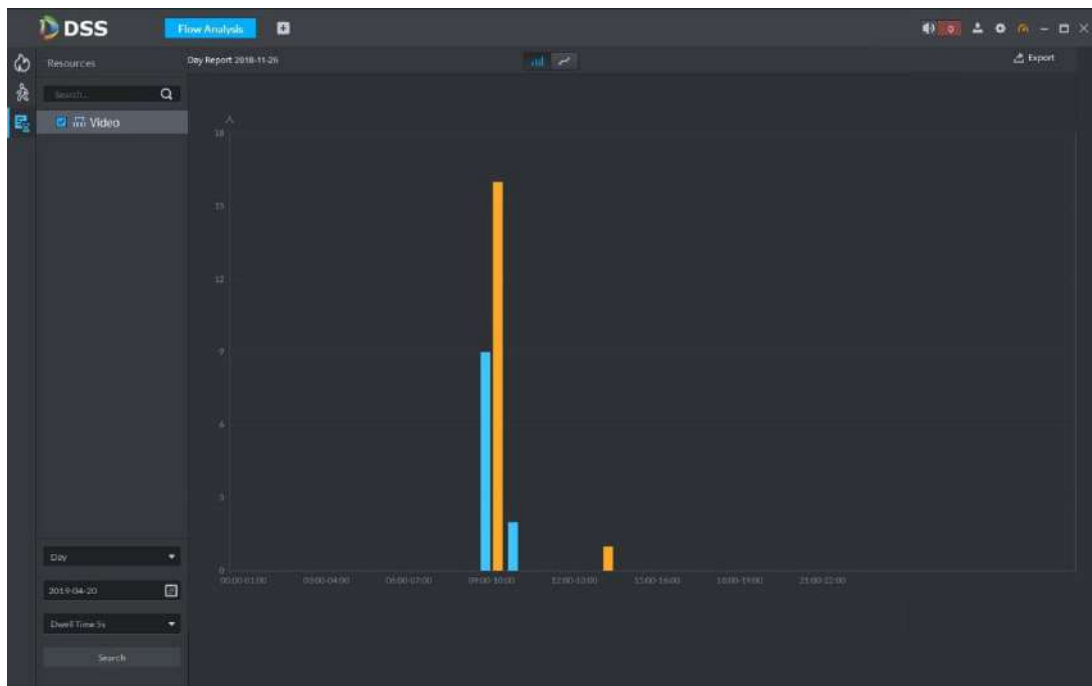 DSS
Flow Analysis
0
Resources
Day Report 2018-11-26
Export
Search...
Video
人
18
15
12
9
6
3
0
00:00-01:00 03:00-04:00 06:00-07:00 09:00-10:00 12:00-13:00 15:00-16:00 18:00-19:00 21:00-22:00
Day
2019-04-20
Dwell Time 5s
Search